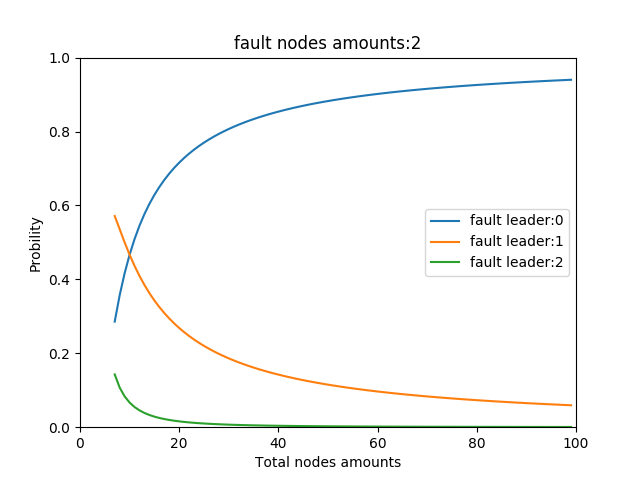 fault nodes amounts:2
1.0
0.8
0.6
0.4
0.2
0.0
Probility
fault leader:0
fault leader:1
fault leader:2
0
20
40
60
80
100
Total nodes amounts